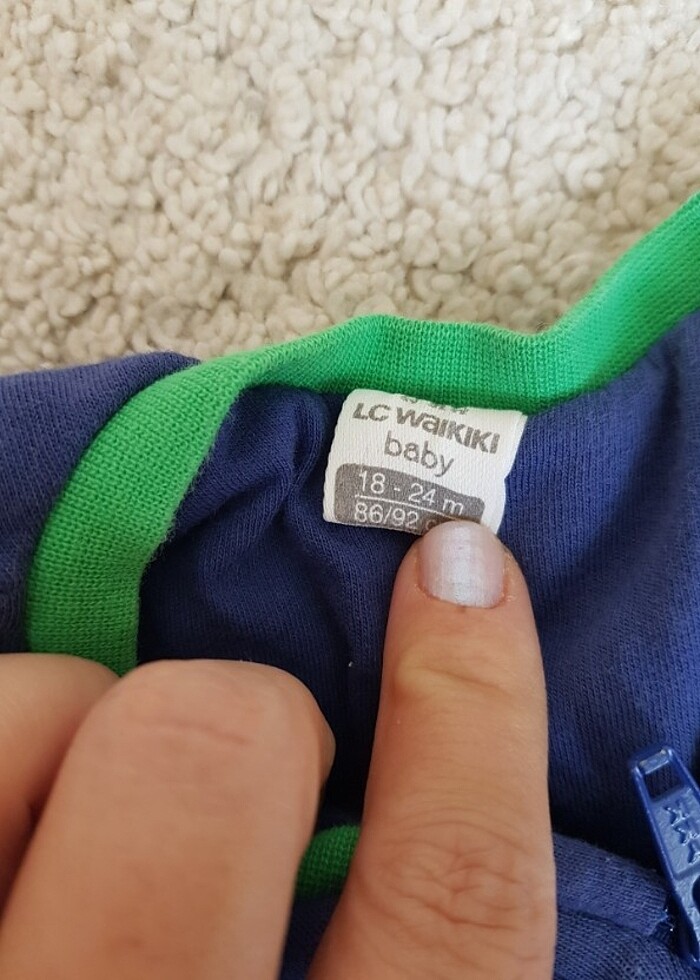 LC WAIKIKI
baby
18 - 24 m
86/92